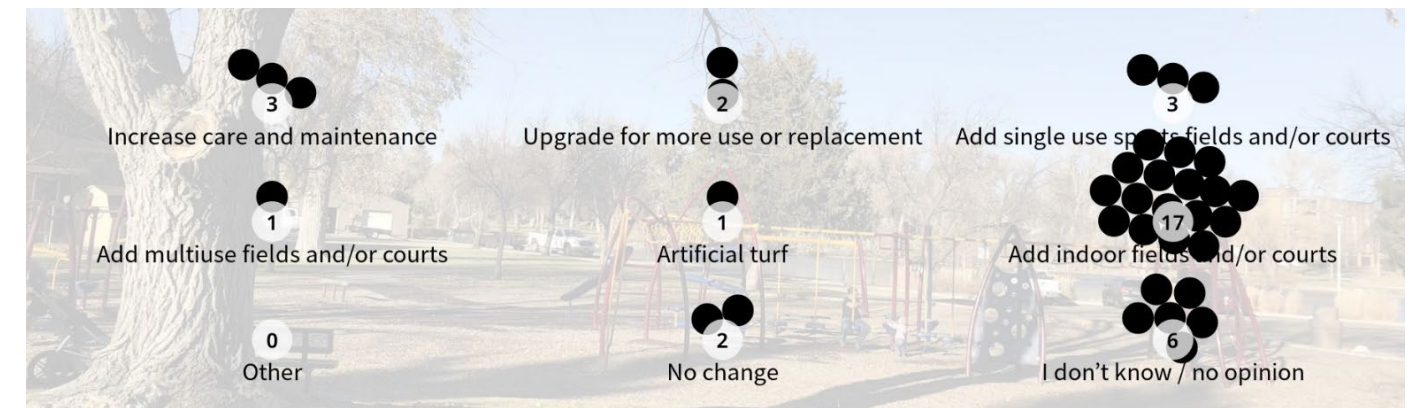 3
2
3
Increase care and maintenance
Upgrade for more use or replacement
Add single use sports fields and/or courts
1
1
17
Add multiuse fields and/or courts
Artificial turf
Add indoor fields and/or courts
0
2
6
Other
No change
I don’t know / no opinion